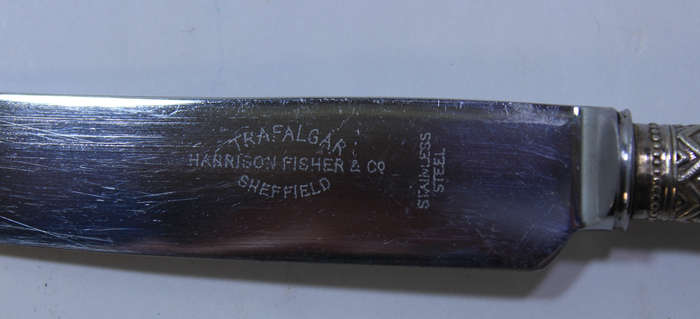 TRAFALGAR
HARRISON FISHER & CO
SHEFFIELD
STAINLESS
STEEL